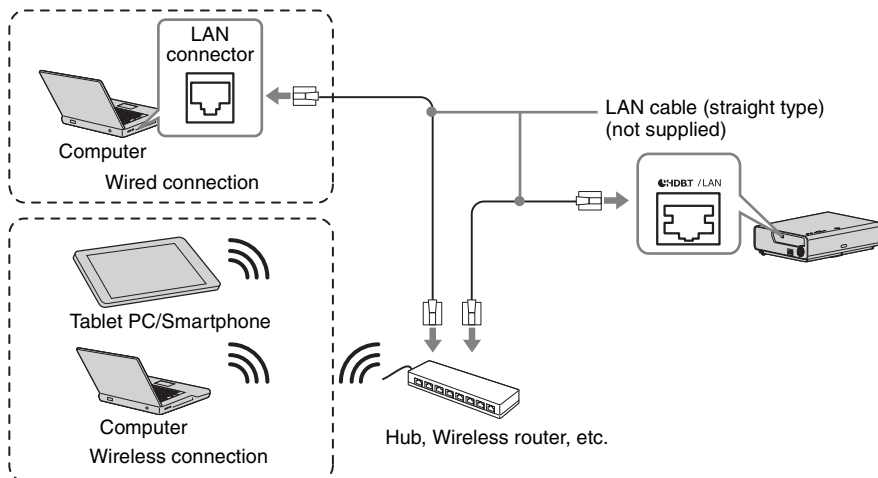 LAN
connector
Computer
Wired connection
LAN cable (straight type)
(not supplied)
HDBT / LAN
Tablet PC/Smartphone
Computer
Wireless connection
Hub, Wireless router, etc.